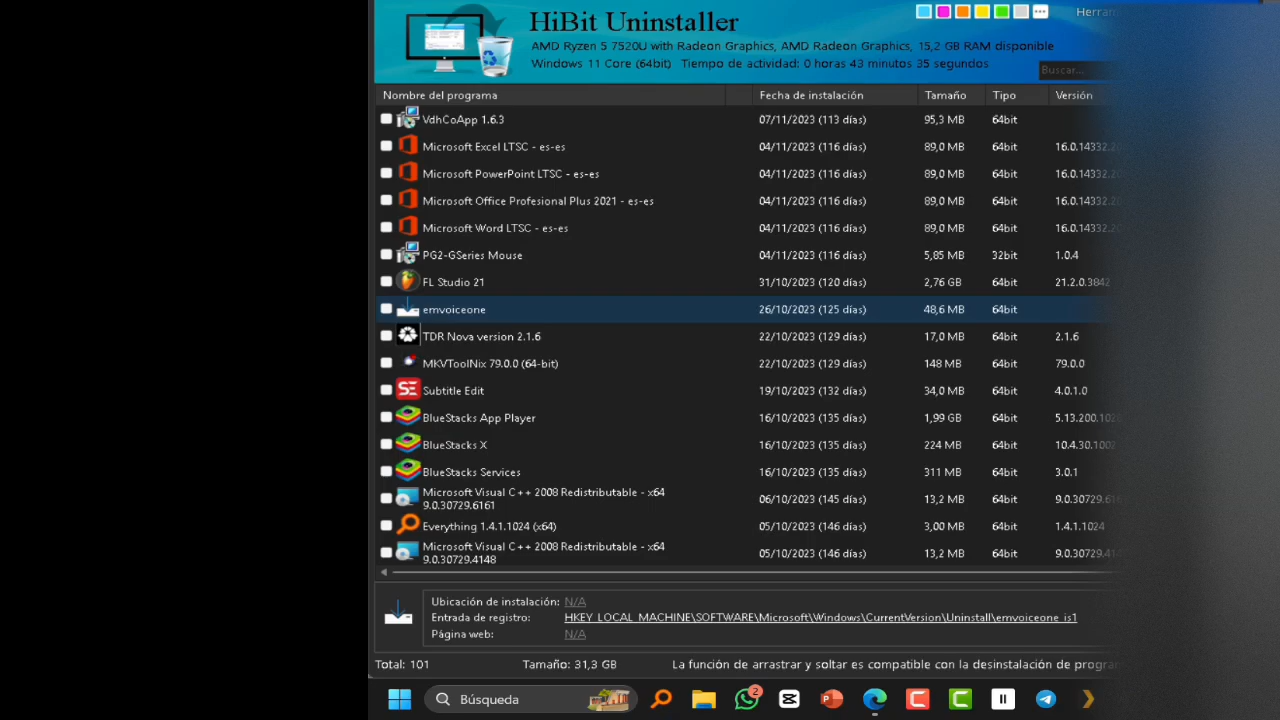 HiBit Uninstaller
AMD Ryzen 5 7520U with Radeon Graphics, AMD Radeon Graphics, 15,2 GB RAM disponible
Windows 11 Core (64bit) Tiempo de actividad: 0 horas 43 minutos 35 segundos
Buscar...
Nombre del programa Fecha de instalación Tamaño Tipo Versión
VdhCoApp 1.6.3 07/11/2023 (113 días) 95,3 MB 64bit
Microsoft Excel LTSC - es-es 04/11/2023 (116 días) 89,0 MB 64bit
Microsoft PowerPoint LTSC - es-es 04/11/2023 (116 días) 89,0 MB 64bit
Microsoft Office Profesional Plus 2021 - es-es 04/11/2023 (116 días) 89,0 MB 64bit
Microsoft Word LTSC - es-es 04/11/2023 (116 días) 89,0 MB 64bit
PG2-GSeries Mouse 04/11/2023 (116 días) 5,85 MB 32bit 1.0.4
FL Studio 21 31/10/2023 (120 días) 2,76 GB 64bit 21.2.0.3842
emvoiceone 26/10/2023 (125 días) 48,6 MB 64bit
TDR Nova version 2.1.6 22/10/2023 (129 días) 17,0 MB 64bit 2.1.6
MKVToolNix 79.0.0 (64-bit) 22/10/2023 (129 días) 148 MB 64bit 79.0.0
Subtitle Edit 19/10/2023 (132 días) 34,0 MB 64bit 4.0.1.0
BlueStacks App Player 16/10/2023 (135 días) 1,99 GB 64bit
BlueStacks X 16/10/2023 (135 días) 224 MB 64bit 10.4.30.1002
BlueStacks Services 16/10/2023 (135 días) 311 MB 64bit 3.0.1
Microsoft Visual C++ 2008 Redistributable - x64 06/10/2023 (145 días) 13,2 MB 64bit
9.0.30729.6161
Everything 1.4.1.1024 (x64) 05/10/2023 (146 días) 3,00 MB 64bit 1.4.1.1024
Microsoft Visual C++ 2008 Redistributable - x64 05/10/2023 (146 días) 13,2 MB 64bit
9.0.30729.4148
Ubicación de instalación: N/A
Entrada de registro: HKEY_LOCAL_MACHINE\SOFTWARE\Microsoft\Windows\CurrentVersion\Uninstall\emvoiceone_is1
Página web: N/A
Total: 101 Tamaño: 31,3 GB La función de arrastrar y soltar es compatible con la desinstalación de
Búsqueda
2